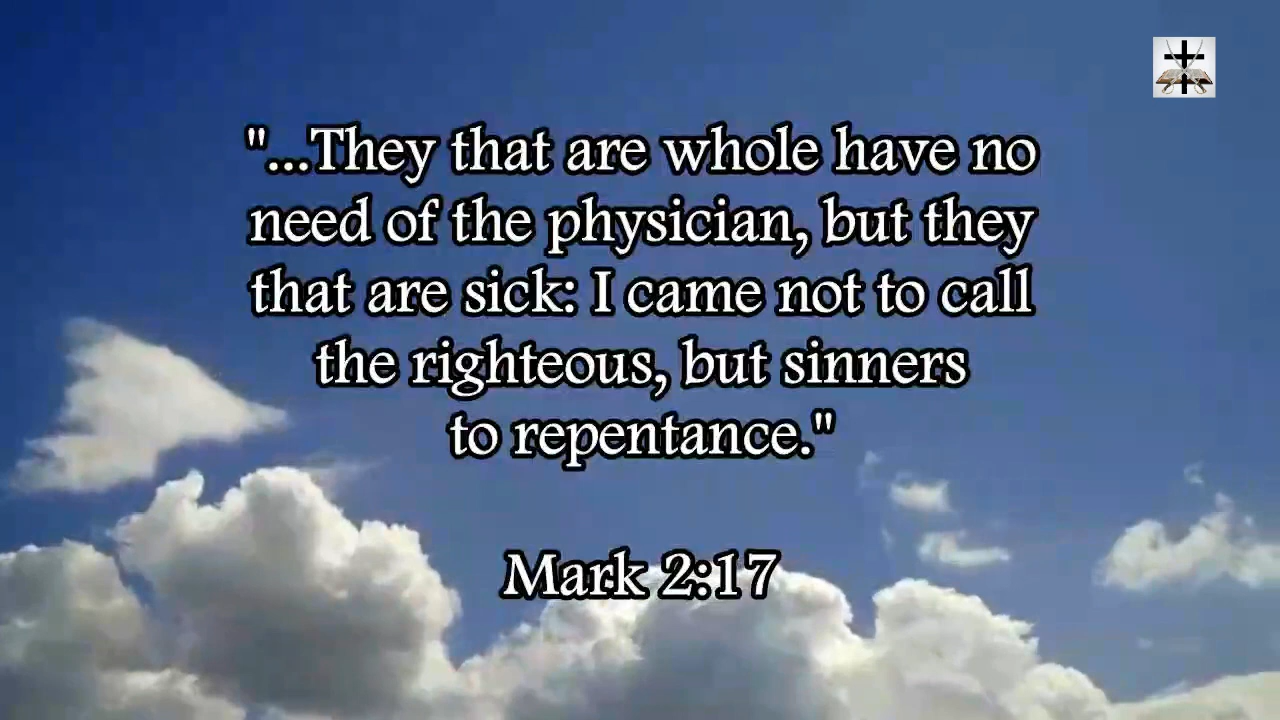 "...They that are whole have no
need of the physician, but they
that are sick: I came not to call
the righteous, but sinners
to repentance."
Mark 2:17